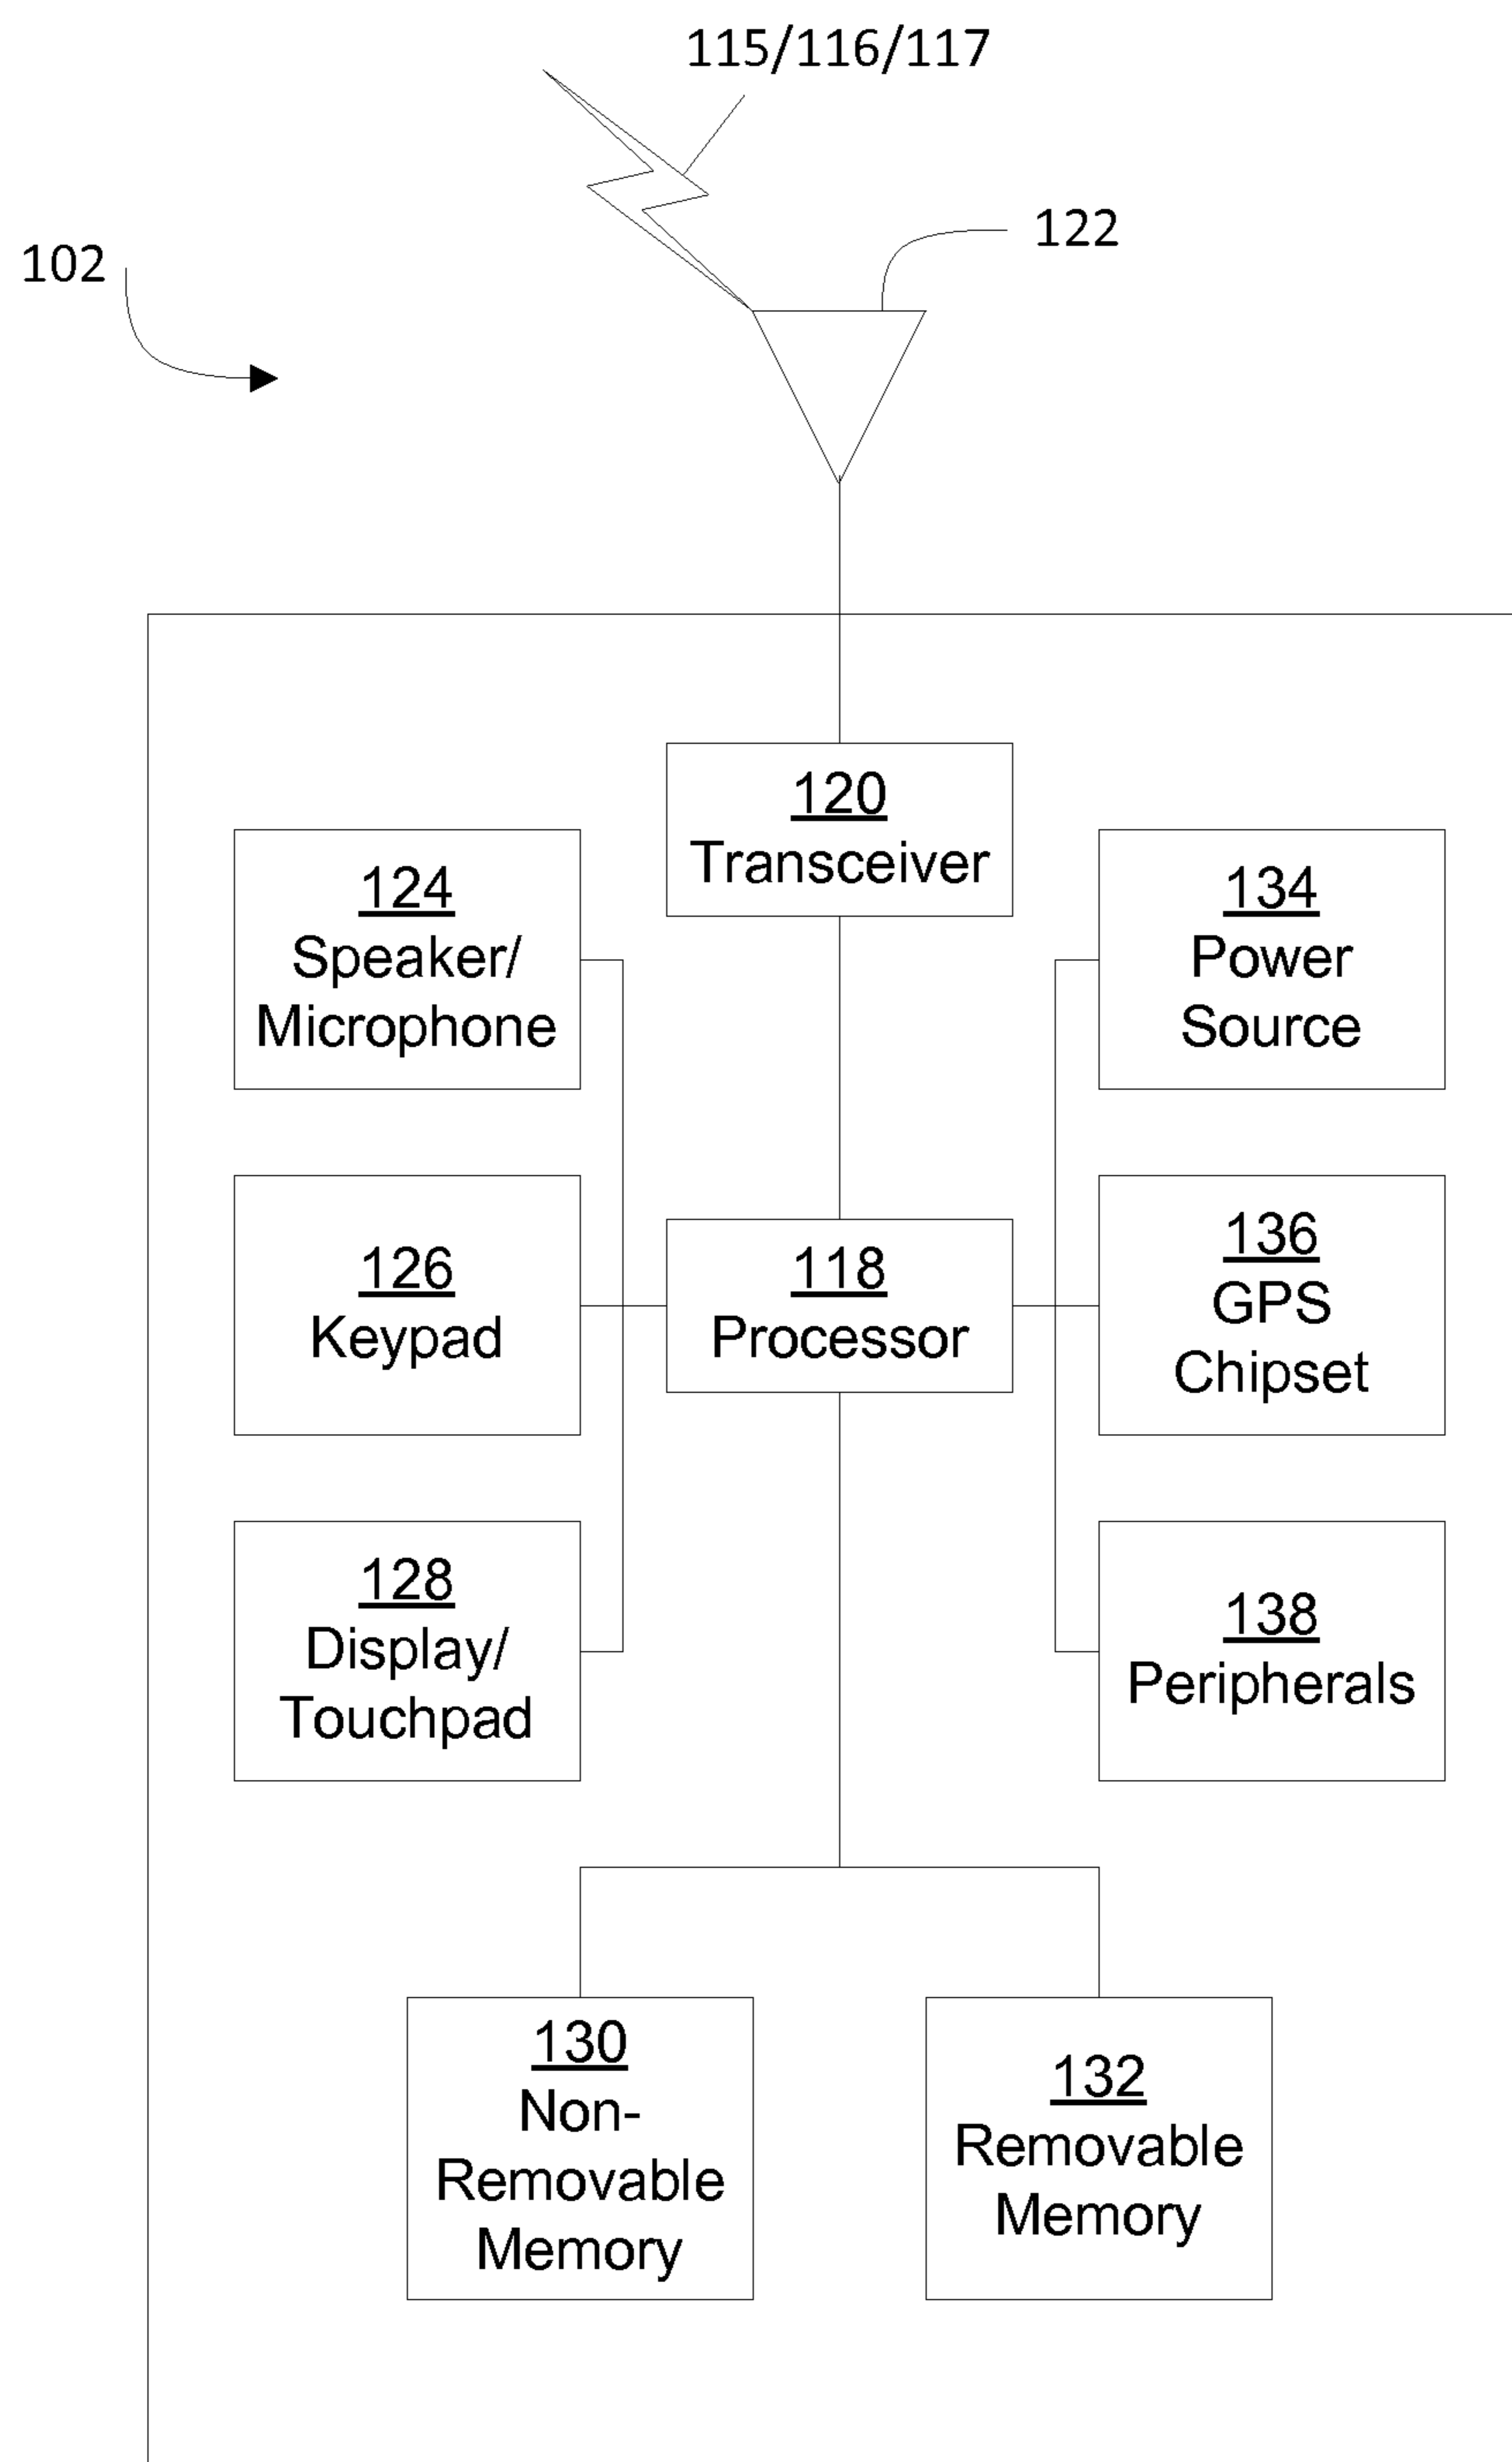 115/116/117
122
102
120
Transceiver
124
Speaker/
Microphone
134
Power
Source
126
Keypad
118
Processor
136
GPS
Chipset
128
Display/
Touchpad
138
Peripherals
130
Non-
Removable
Memory
132
Removable
Memory